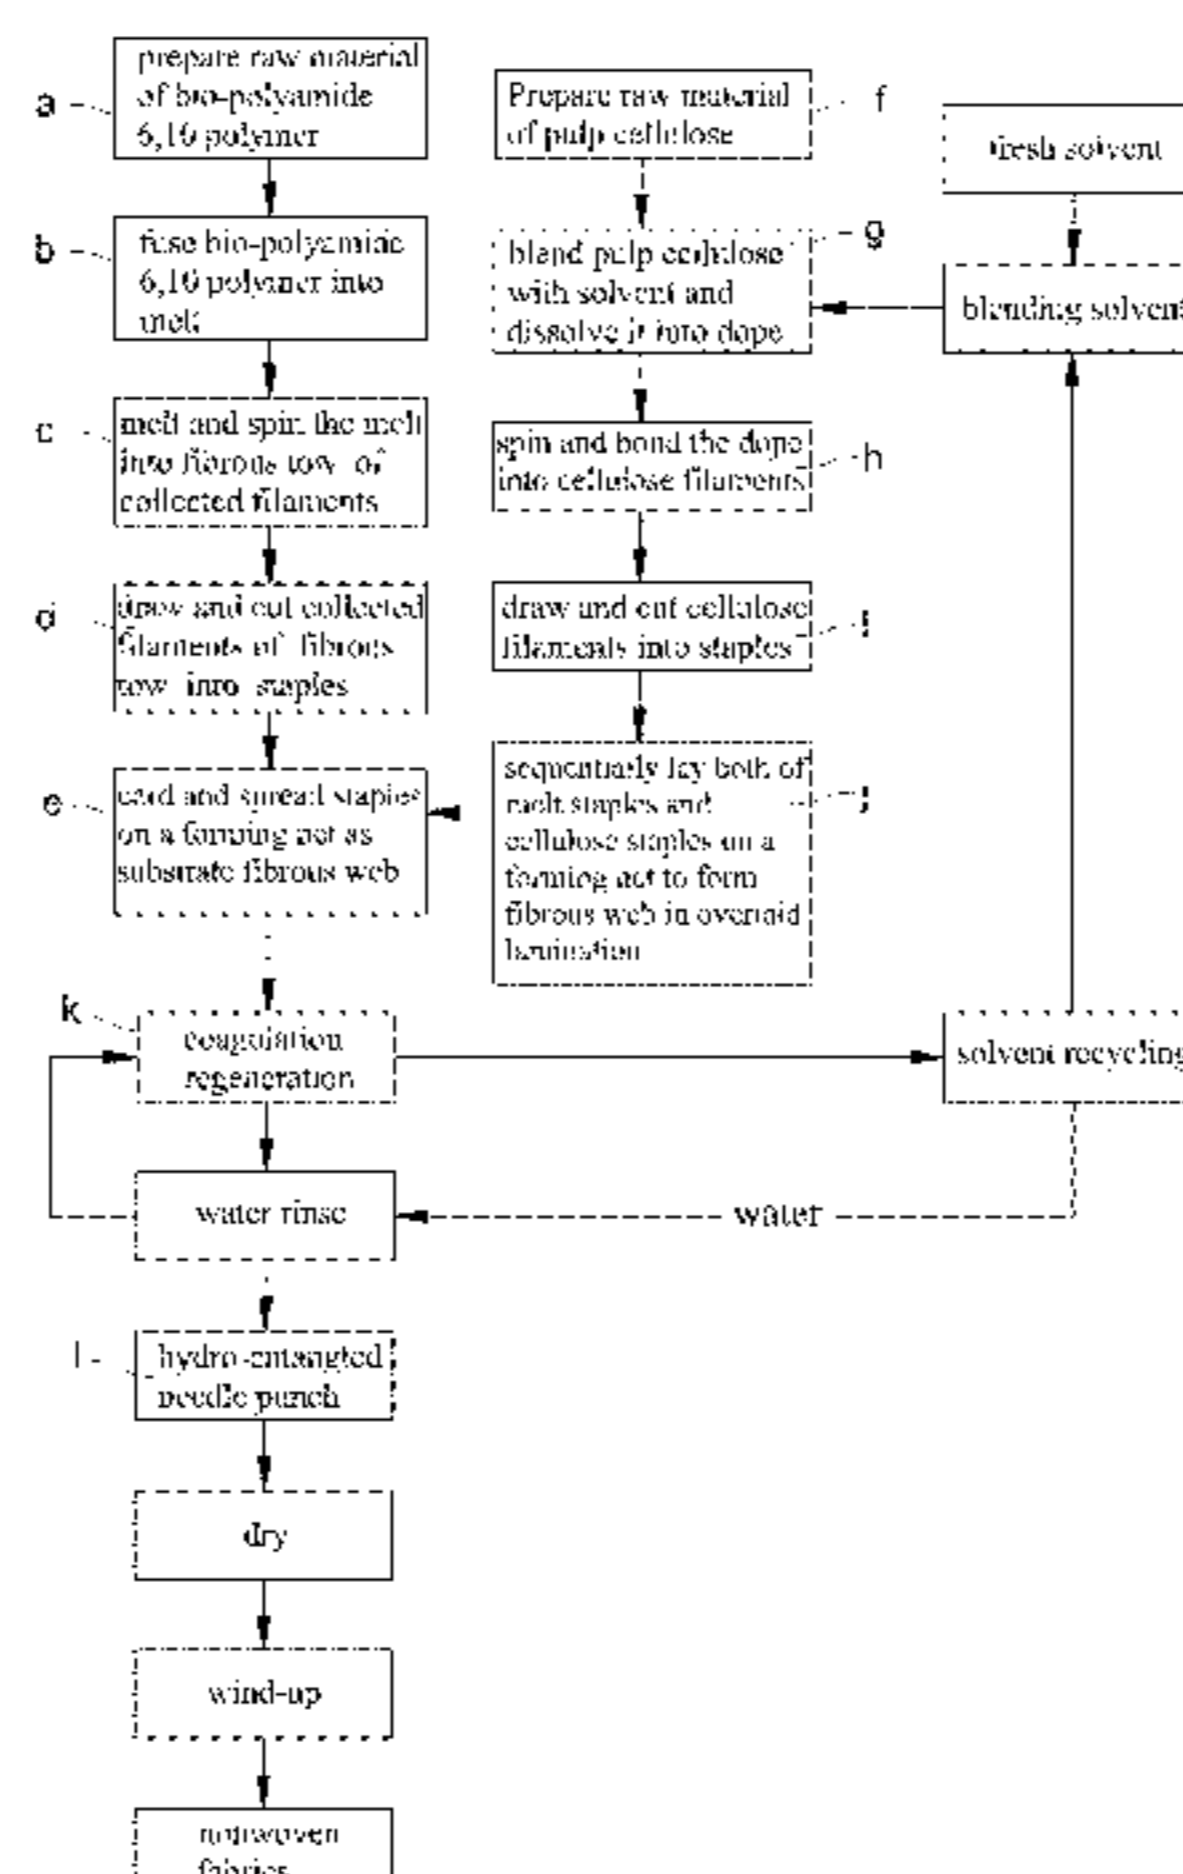 a
prepare raw material
of bio-polyamide
6,10 polymer
b
fuse bio-polyamide
6,10 polymer into
melt
c
melt and spin the melt
into fibrous tow of
collected filaments
d
draw and cut collected
filaments of fibrous
tow into staples
e
card and spread staples
on a forming net as
substrate fibrous web
f
Prepare raw material
of pulp cellulose
g
blend pulp cellulose
with solvent and
dissolve it into dope
h
spin and bond the dope
into cellulose filaments
i
draw and cut cellulose
filaments into staples
j
sequentially lay both of
melt staples and
cellulose staples on a
forming net to form
fibrous web in overlaid
lamination
fresh solvent
blending solvent
solvent recycling
k
coagulation
regeneration
water rinse
water
l
hydro-entangled
needle punch
dry
wind-up
nonwoven
fabrics